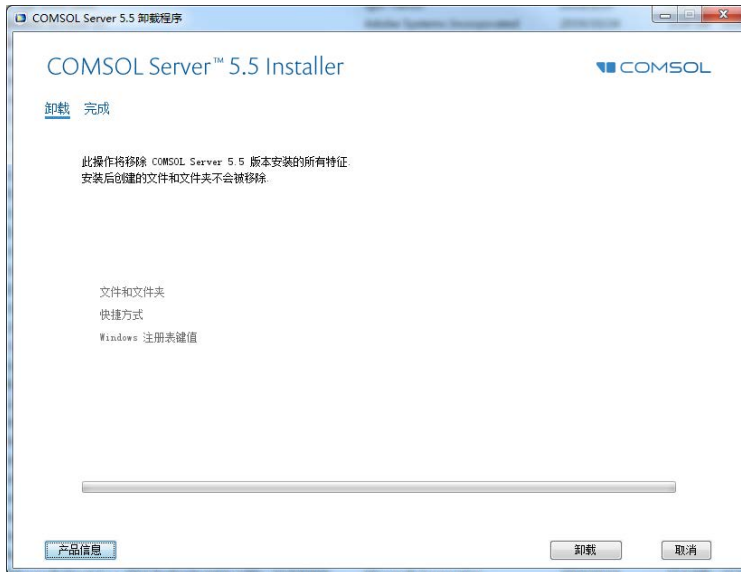 COMSOL Server 5.5 卸载程序
COMSOL Server™ 5.5 Installer
COMSOL
卸载 完成
此操作将移除 COMSOL Server 5.5 版本安装的所有特征.
安装后创建的文件和文件夹不会被移除.
文件和文件夹
快捷方式
Windows 注册表键值
产品信息
卸载
取消